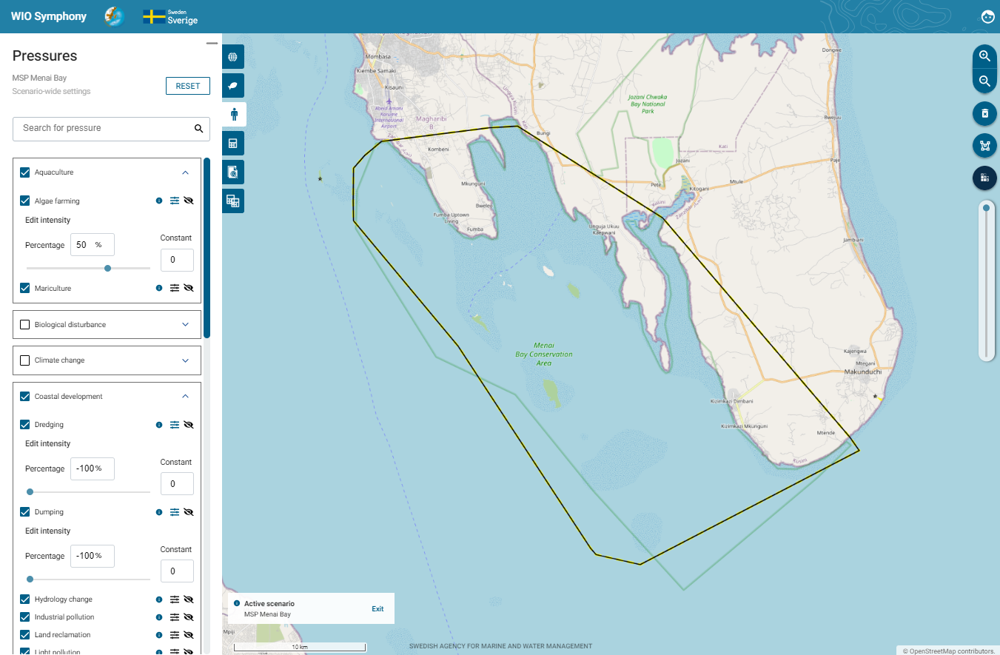 WIO Symphony
Sweden
Sverige
Pressures
MSP Menai Bay
Scenario-wide settings
RESET
Search for pressure
Aquaculture
Algae farming
Edit intensity
Percentage 50 %
Constant
0
Mariculture
Biological disturbance
Climate change
Coastal development
Dredging
Edit intensity
Percentage -100%
Constant
0
Dumping
Edit intensity
Percentage -100%
Constant
0
Hydrology change
Industrial pollution
Land reclamation
Light pollution
Mombasa
Kiembe Samaki
Kisauni
Abeid Amani
Karume
International
Airport
Magharibi
B
Kombeni
Mkunguni
Bweleo
Fumba Uptown
Living
Fumba
Bungi
Jozani Chwaka
Bay National
Park
Dongwe
Bwejuu
Kati
Jozani
Paje
Pete
Mtule
Kitogani
Kusini
Unguja Ukuu
Kaepwani
Jambiani
Menai
Bay Conservation
Area
Kajengwa
Mtegani
Makunduchi
Kizimkazi Dimbani
Kizimkazi Mkunguni
Mtende
Kusini
Active scenario
MSP Menai Bay
Exit
Mpiji
10 km
SWEDISH AGENCY FOR MARINE AND WATER MANAGEMENT
© OpenStreetMap contributors.